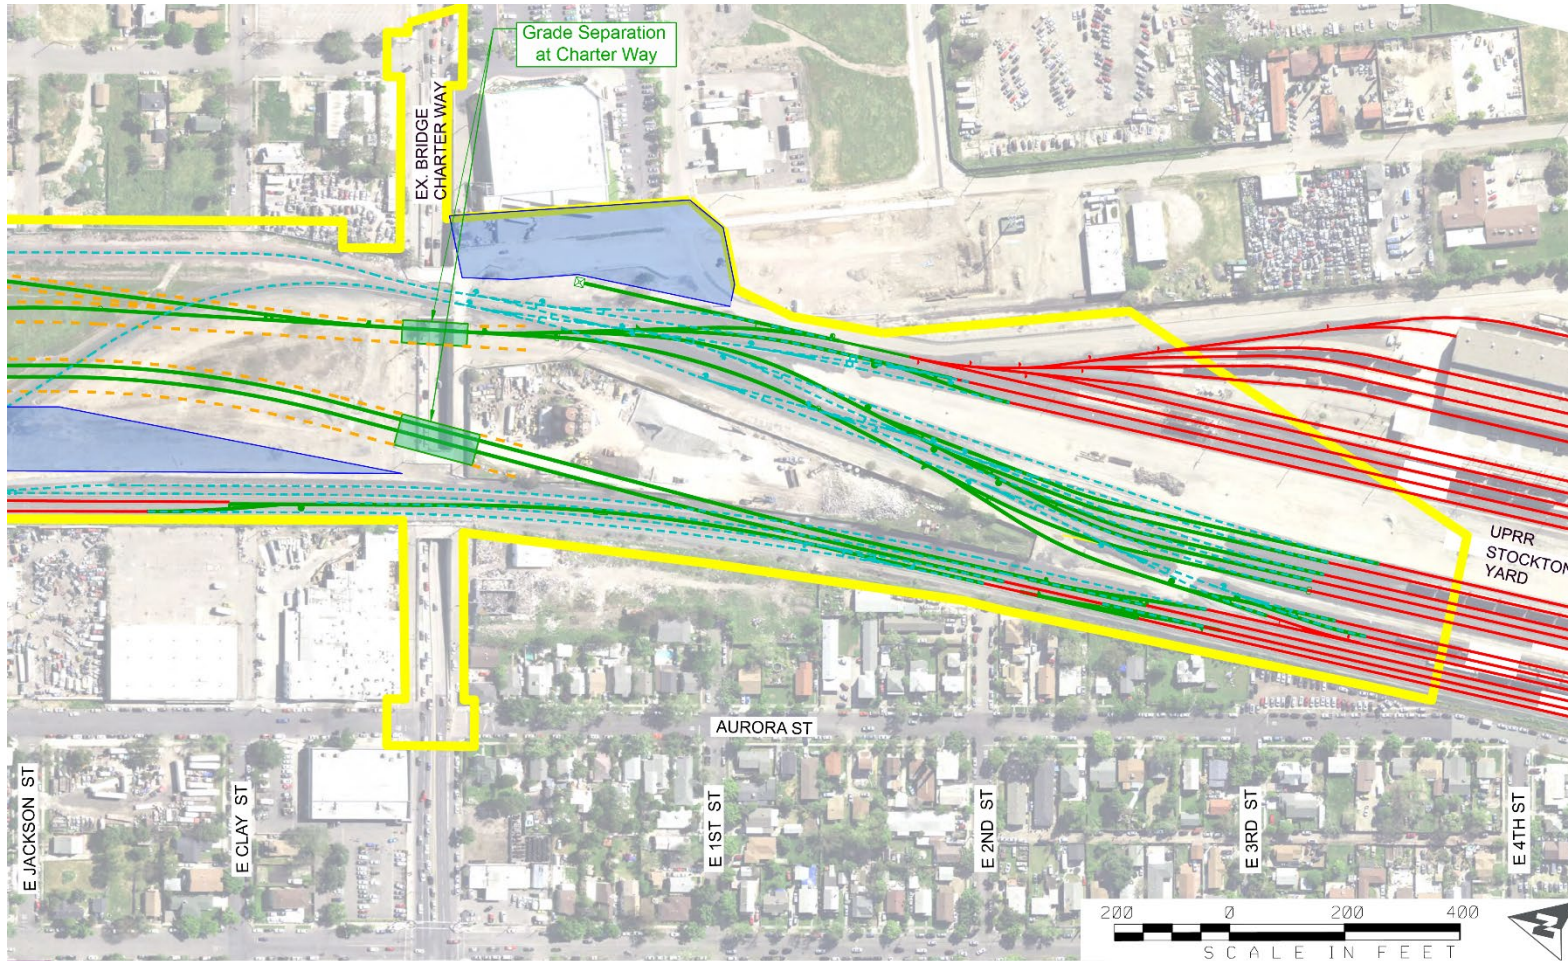 Grade Separation
at Charter Way
EX. BRIDGE
CHARTER WAY
UPRR
STOCKTON
YARD
AURORA ST
E JACKSON ST
E CLAY ST
E 1ST ST
E 2ND ST
E 3RD ST
E 4TH ST
200 0 200 400
SCALE IN FEET
N